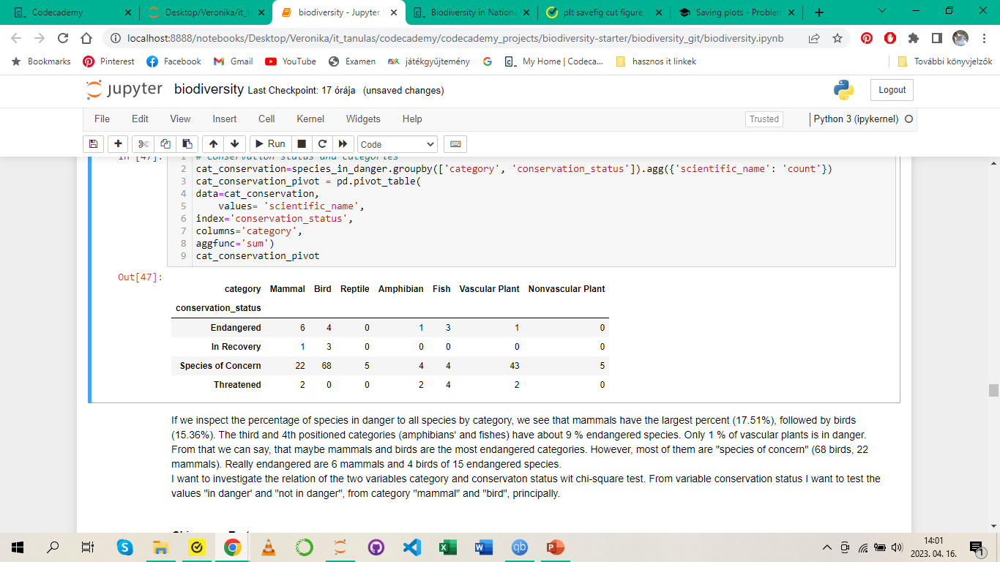 Codecademy
Desktop/Veronika/it_t
biodiversity - Jupyter
Biodiversity in Nationa
plt savefig cut figure,
Saving plots - Problem
localhost:8888/notebooks/Desktop/Veronika/it_tanulas/codecademy/codecademy_projects/biodiversity-starter/biodiversity_git/biodiversity.ipynb
Bookmarks Pinterest Facebook Gmail YouTube Examen játékgyűjtemény My Home | Codeca... hasznos it linkek További könyvjelzők
jupyter biodiversity Last Checkpoint: 17 órája (unsaved changes) Logout
File Edit View Insert Cell Kernel Widgets Help Trusted Python 3 (ipykernel)
Run Code
In [47]: 1 # conservation status and categories
2 cat_conservation=species_in_danger.groupby(['category', 'conservation_status']).agg({'scientific_name': 'count'})
3 cat_conservation_pivot = pd.pivot_table(
4 data=cat_conservation,
5 values= 'scientific_name',
6 index='conservation_status',
7 columns='category',
8 aggfunc='sum')
9 cat_conservation_pivot
Out[47]:
category Mammal Bird Reptile Amphibian Fish Vascular Plant Nonvascular Plant
conservation_status
Endangered 6 4 0 1 3 1 0
In Recovery 1 3 0 0 0 0 0
Species of Concern 22 68 5 4 4 43 5
Threatened 2 0 0 2 4 2 0
If we inspect the percentage of species in danger to all species by category, we see that mammals have the largest percent (17.51%), followed by birds
(15.36%). The third and 4th positioned categories (amphibians' and fishes) have about 9 % endangered species. Only 1 % of vascular plants is in danger.
From that we can say, that maybe mammals and birds are the most endangered categories. However, most of them are "species of concern" (68 birds, 22
mammals). Really endangered are 6 mammals and 4 birds of 15 endangered species.
I want to investigate the relation of the two variables category and conservaton status wit chi-square test. From variable conservation status I want to test the
values "in danger' and "not in danger", from category "mammal" and "bird", principally.
14:01
2023. 04. 16.
1